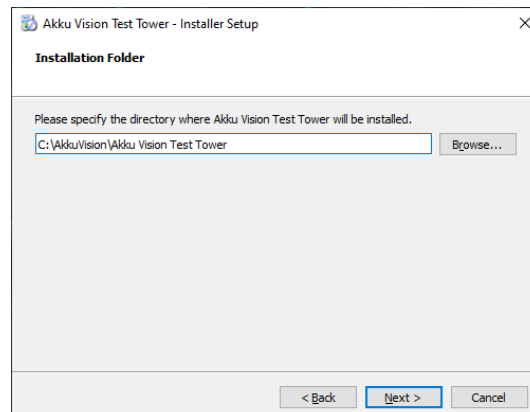 Akku Vision Test Tower - Installer Setup
Installation Folder
Please specify the directory where Akku Vision Test Tower will be installed.
C:\AkkuVision\Akku Vision Test Tower
Browse...
< Back
Next >
Cancel